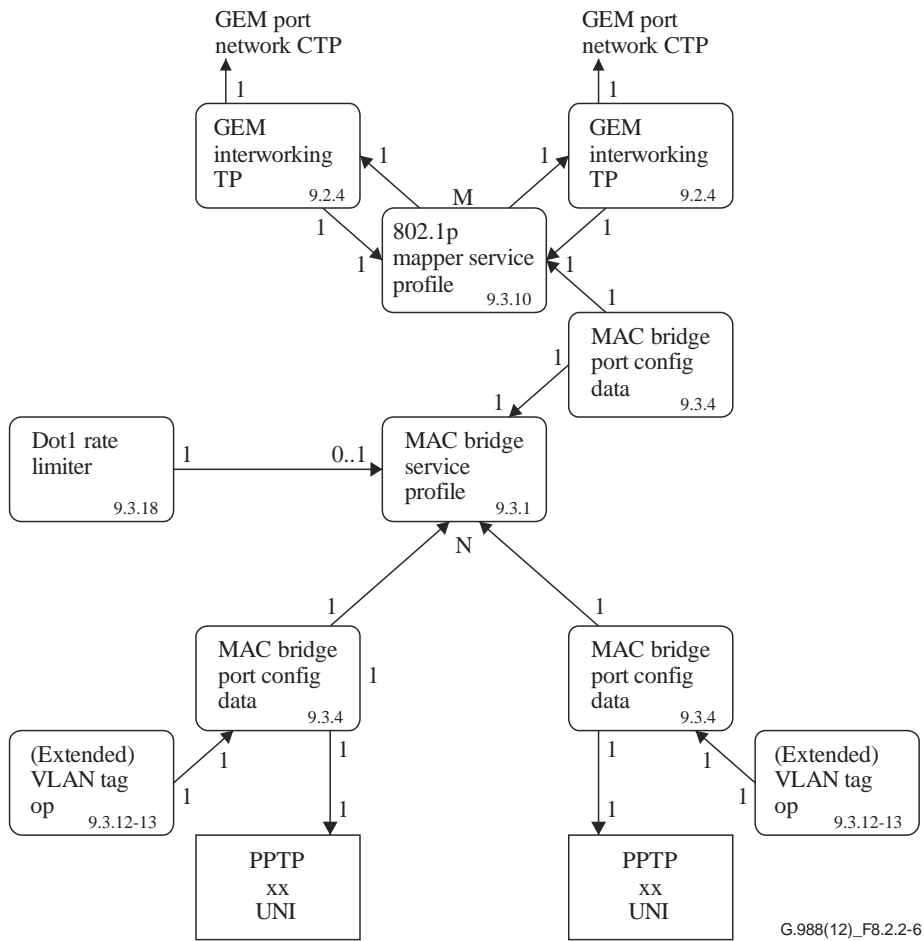 GEM port
network CTP
GEM port
network CTP
1
1
GEM
interworking
TP
9.2.4
GEM
interworking
TP
9.2.4
1
1
M
1
1
1
1
802.1p
mapper service
profile
9.3.10
1
MAC bridge
port config
data
9.3.4
1
1
Dot1 rate
limiter
9.3.18
1
0..1
MAC bridge
service
profile
9.3.1
N
1
1
MAC bridge
port config
data
9.3.4
1
MAC bridge
port config
data
9.3.4
(Extended)
VLAN tag
op
9.3.12-13
1
1
1
1
1
1
1
1
(Extended)
VLAN tag
op
9.3.12-13
PPTP
xx
UNI
PPTP
xx
UNI
G.988(12)_F8.2.2-6